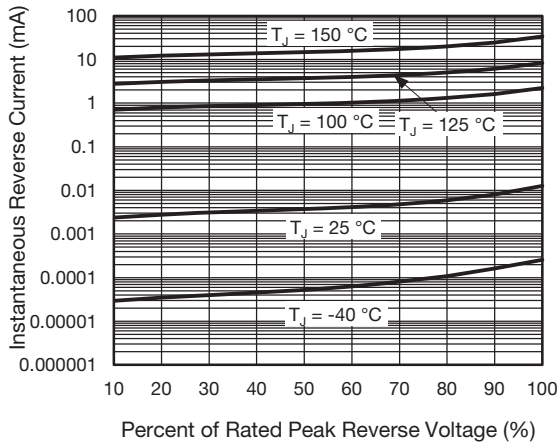 Instantaneous Reverse Current (mA)
100
10
1
0.1
0.01
0.001
0.0001
0.00001
0.000001
T_J = 150 °C
T_J = 100 °C
T_J = 125 °C
T_J = 25 °C
T_J = -40 °C
10 20 30 40 50 60 70 80 90 100
Percent of Rated Peak Reverse Voltage (%)